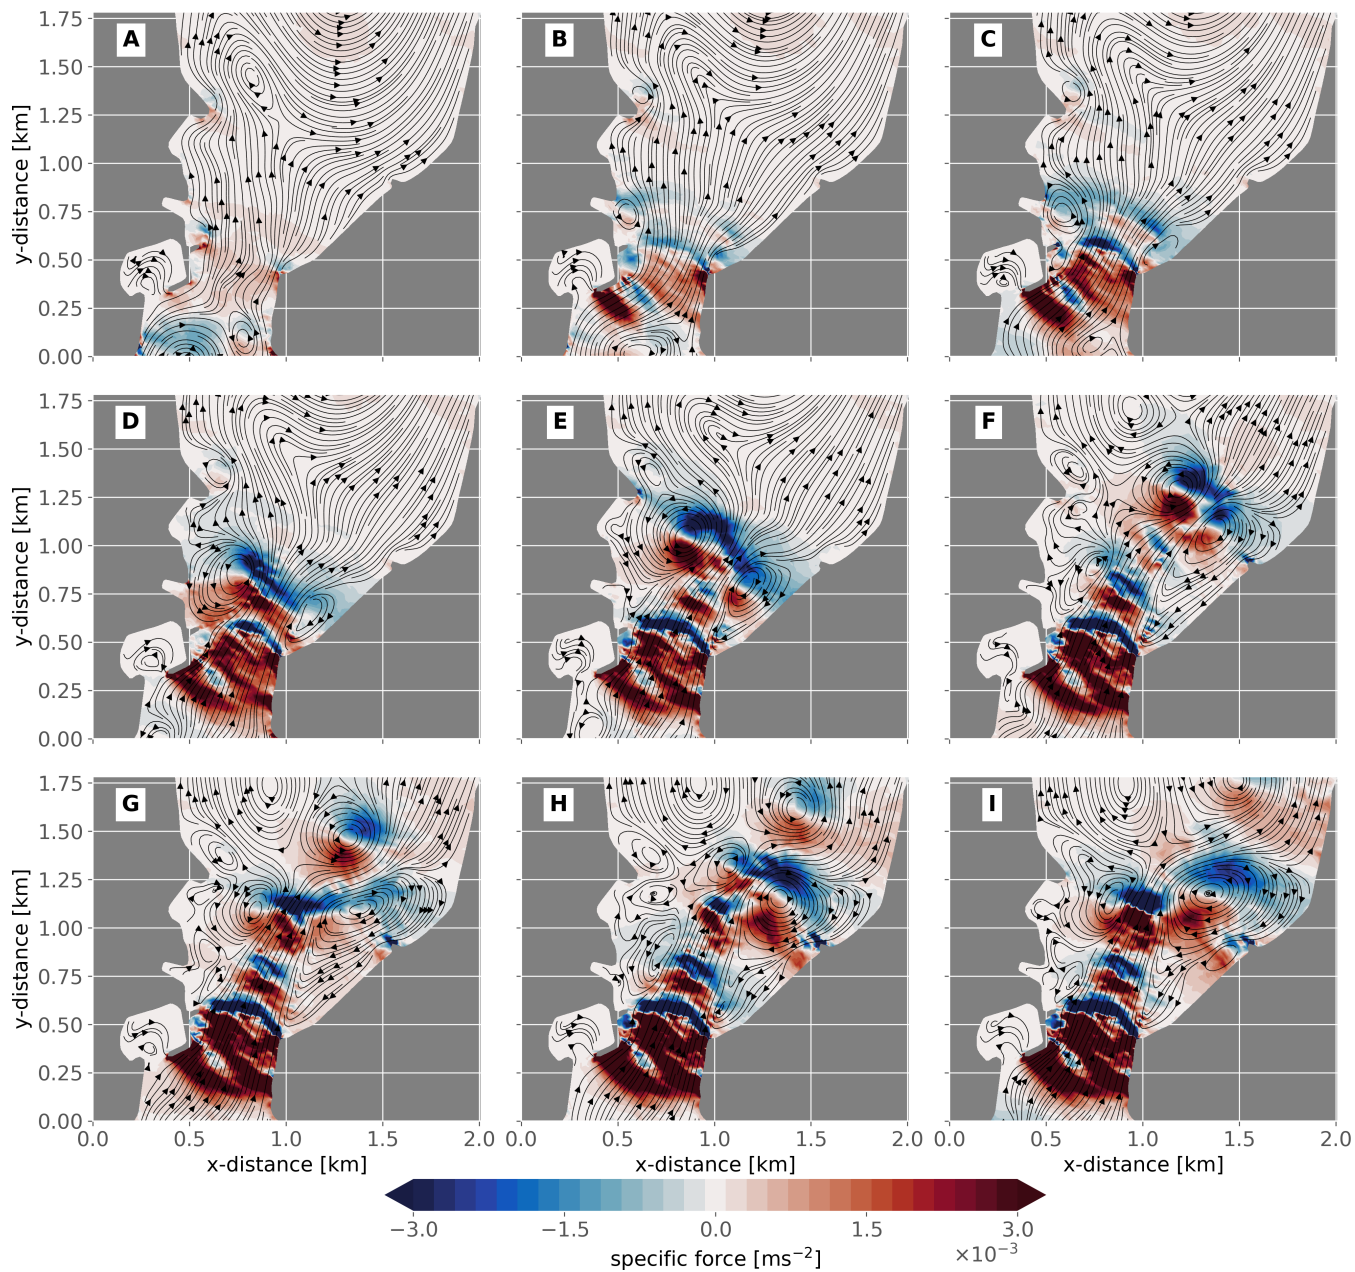 A
B
C
1.75
1.50
1.25
1.00
0.75
0.50
0.25
0.00
y-distance [km]
D
E
F
1.75
1.50
1.25
1.00
0.75
0.50
0.25
0.00
y-distance [km]
G
H
I
1.75
1.50
1.25
1.00
0.75
0.50
0.25
0.00
y-distance [km]
0.0 0.5 1.0 1.5 2.0
0.0 0.5 1.0 1.5 2.0
0.0 0.5 1.0 1.5 2.0
x-distance [km]
x-distance [km]
x-distance [km]
−3.0 −1.5 0.0 1.5 3.0
×10⁻³
specific force [ms⁻²]